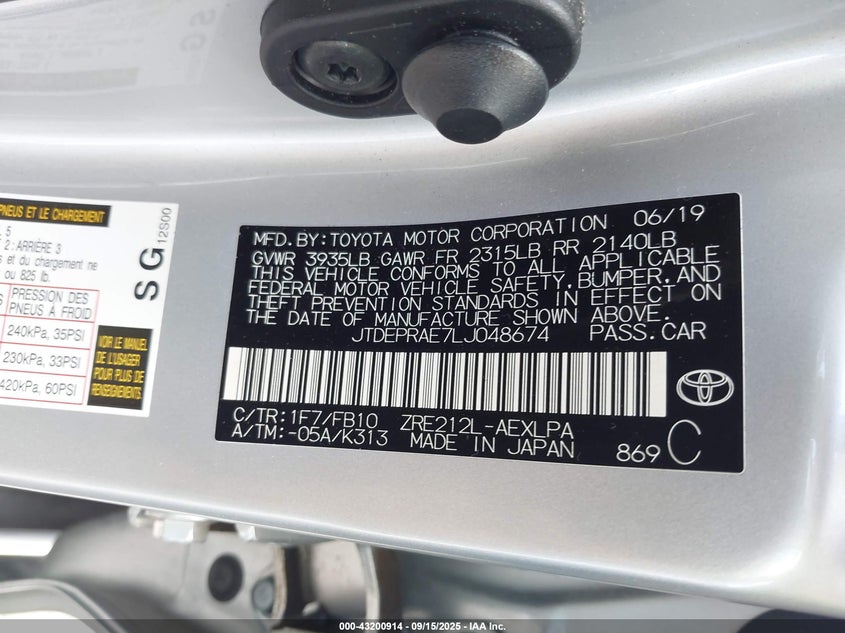 PNEUS ET LE CHARGEMENT
5
2 : ARRIÈRE 3
et du chargement ne
ou 825 lb.
PRESSION DES
PNEUS À FROID
240kPa, 35PSI
230kPa, 33PSI
420kPa, 60PSI
VOIR LE MANUEL
DE L'USAGER
POUR PLUS DE
RENSEIGNEMENTS
SG
12S00
MFD. BY: TOYOTA MOTOR CORPORATION 06/19
GVWR 3935LB GAWR FR 2315LB RR 2140LB
THIS VEHICLE CONFORMS TO ALL APPLICABLE
FEDERAL MOTOR VEHICLE SAFETY, BUMPER, AND
THEFT PREVENTION STANDARDS IN EFFECT ON
THE DATE OF MANUFACTURE SHOWN ABOVE.
JTDEPRAE7LJ048674 PASS. CAR
C/TR: 1F7/FB10 ZRE212L-AEXLPA
A/TM: -05A/K313 MADE IN JAPAN
869 C
000-43200914 - 09/15/2025 - IAA Inc.